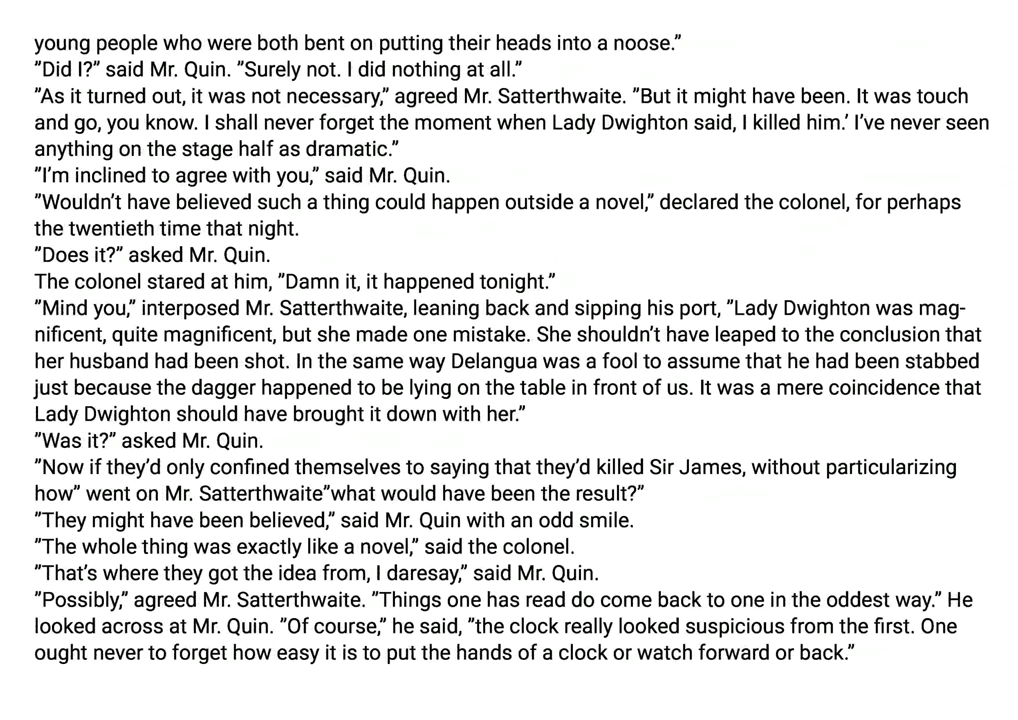 young people who were both bent on putting their heads into a noose.”
”Did I?” said Mr. Quin. ”Surely not. I did nothing at all.”
”As it turned out, it was not necessary,” agreed Mr. Satterthwaite. ”But it might have been. It was touch
and go, you know. I shall never forget the moment when Lady Dwighton said, I killed him.’ I’ve never seen
anything on the stage half as dramatic.”
”I’m inclined to agree with you,” said Mr. Quin.
”Wouldn’t have believed such a thing could happen outside a novel,” declared the colonel, for perhaps
the twentieth time that night.
”Does it?” asked Mr. Quin.
The colonel stared at him, ”Damn it, it happened tonight.”
”Mind you,” interposed Mr. Satterthwaite, leaning back and sipping his port, ”Lady Dwighton was mag-
nificent, quite magnificent, but she made one mistake. She shouldn’t have leaped to the conclusion that
her husband had been shot. In the same way Delangua was a fool to assume that he had been stabbed
just because the dagger happened to be lying on the table in front of us. It was a mere coincidence that
Lady Dwighton should have brought it down with her.”
”Was it?” asked Mr. Quin.
”Now if they’d only confined themselves to saying that they’d killed Sir James, without particularizing
how” went on Mr. Satterthwaite”what would have been the result?”
”They might have been believed,” said Mr. Quin with an odd smile.
”The whole thing was exactly like a novel,” said the colonel.
”That’s where they got the idea from, I daresay,” said Mr. Quin.
”Possibly,” agreed Mr. Satterthwaite. ”Things one has read do come back to one in the oddest way.” He
looked across at Mr. Quin. ”Of course,” he said, ”the clock really looked suspicious from the first. One
ought never to forget how easy it is to put the hands of a clock or watch forward or back.”